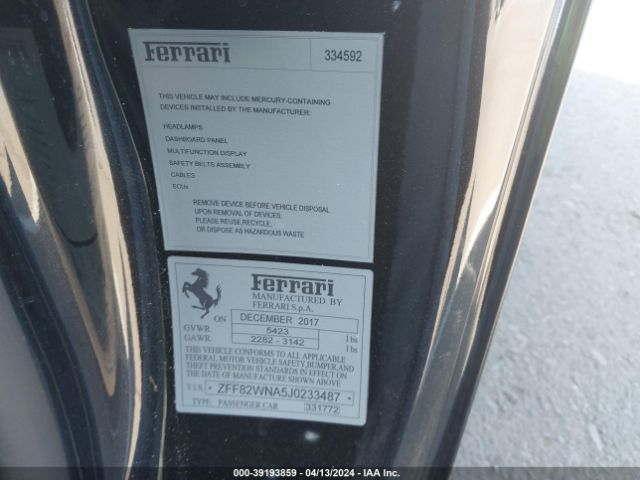 Ferrari 334592
THIS VEHICLE MAY INCLUDE MERCURY-CONTAINING
DEVICES INSTALLED BY THE MANUFACTURER:
HEADLAMPS
DASHBOARD PANEL
MULTIFUNCTION DISPLAY
SAFETY BELTS ASSEMBLY
CABLES
ECUs
REMOVE DEVICE BEFORE VEHICLE DISPOSAL
UPON REMOVAL OF DEVICES:
PLEASE REUSE,RECYCLE,
OR DISPOSE AS HAZARDOUS WASTE
Ferrari
MANUFACTURED BY
FERRARI S.p.A.
ON DECEMBER 2017
GVWR 5423 lbs
GAWR 2282 - 3142 lbs
THIS VEHICLE CONFORMS TO ALL APPLICABLE
FEDERAL MOTOR VEHICLE SAFETY, BUMPER, AND
THEFT PREVENTION STANDARDS IN EFFECT ON
THE DATE OF MANUFACTURE SHOWN ABOVE.
V.I.N. * ZFF82WNA5J0233487 *
TYPE: PASSENGER CAR 331772
000-39193859 - 04/13/2024 - IAA Inc.